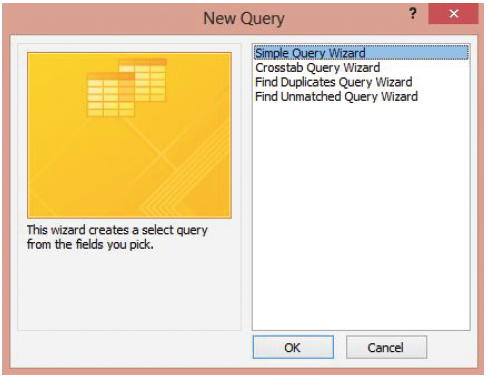 New Query
?
×
Simple Query Wizard
Crosstab Query Wizard
Find Duplicates Query Wizard
Find Unmatched Query Wizard
This wizard creates a select query
from the fields you pick.
OK
Cancel